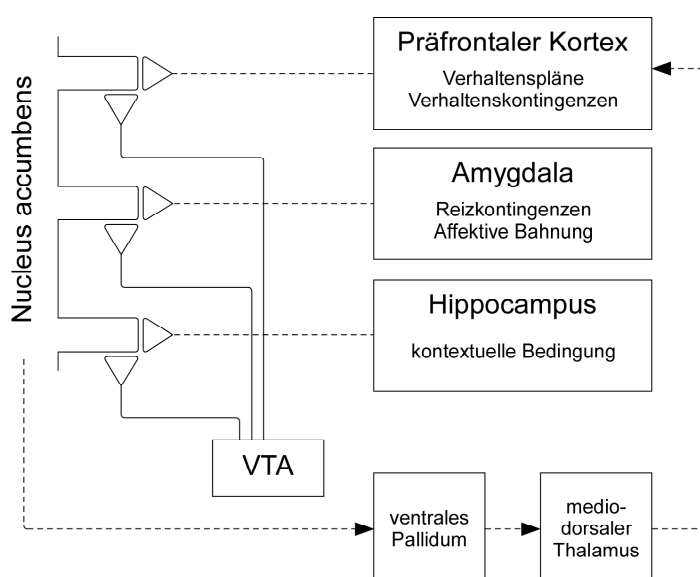 Nucleus accumbens
Präfrontaler Kortex
Verhaltenspläne
Verhaltenskontingenzen
Amygdala
Reizkontingenzen
Affektive Bahnung
Hippocampus
kontextuelle Bedingung
VTA
ventrales
Pallidum
medio-
dorsaler
Thalamus